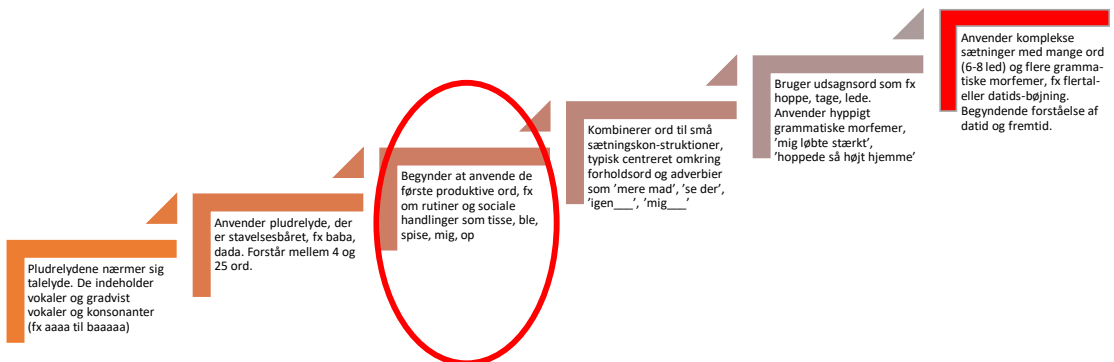 Pludrelydene nærmer sig
talelyde. De indeholder
vokaler og gradvist
vokaler og konsonanter
(fx aaaa til baaaaa)
Anvender pludrelyde, der
er stavelsesbåret, fx baba,
dada. Forstår mellem 4 og
25 ord.
Begynder at anvende de
første produktive ord, fx
om rutiner og sociale
handlinger som tisse, ble,
spise, mig, op
Kombinerer ord til små
sætningskon-struktioner,
typisk centreret omkring
forholdsord og adverbier
som ’mere mad’, ’se der’,
’igen___’, ’mig___’
Bruger udsagnsord som fx
hoppe, tage, lede.
Anvender hyppigt
grammatiske morfemer,
’mig løbte stærkt’,
’hoppede så højt hjemme’
Anvender komplekse
sætninger med mange ord
(6-8 led) og flere gramma-
tiske morfemer, fx flertal-
eller datids-bøjning.
Begyndende forståelse af
datid og fremtid.